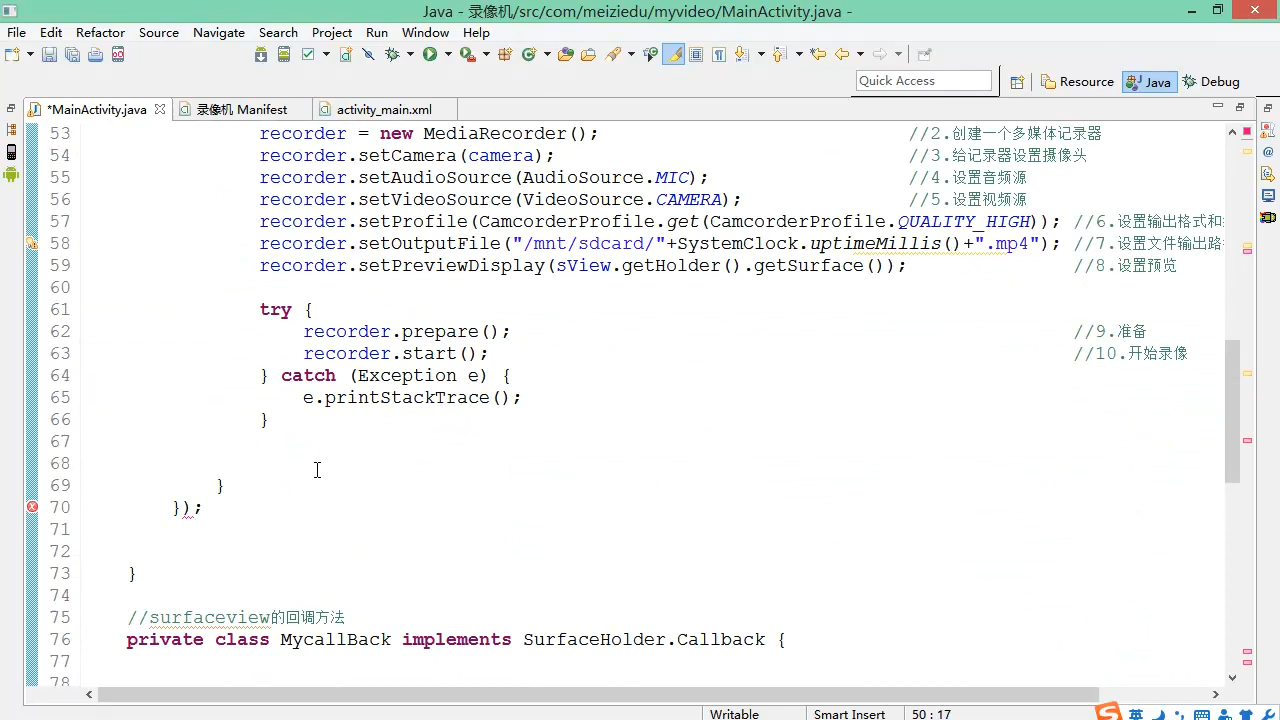 Java - 录像机/src/com/meiziedu/myvideo/MainActivity.java -
File Edit Refactor Source Navigate Search Project Run Window Help
Quick Access
Resource Java Debug
*MainActivity.java 录像机 Manifest activity_main.xml
53 recorder = new MediaRecorder(); //2.创建一个多媒体记录器
54 recorder.setCamera(camera); //3.给记录器设置摄像头
55 recorder.setAudioSource(AudioSource.MIC); //4.设置音频源
56 recorder.setVideoSource(VideoSource.CAMERA); //5.设置视频源
57 recorder.setProfile(CamcorderProfile.get(CamcorderProfile.QUALITY_HIGH)); //6.设置输出格式和
58 recorder.setOutputFile("/mnt/sdcard/"+SystemClock.uptimeMillis()+".mp4"); //7.设置文件输出路
59 recorder.setPreviewDisplay(sView.getHolder().getSurface()); //8.设置预览
60
61 try {
62 recorder.prepare(); //9.准备
63 recorder.start(); //10.开始录像
64 } catch (Exception e) {
65 e.printStackTrace();
66 }
67
68
69 }
70 });
71
72
73 }
74
75 //surfaceview的回调方法
76 private class MycallBack implements SurfaceHolder.Callback {
77
78
Writable Smart Insert 50 : 17
英